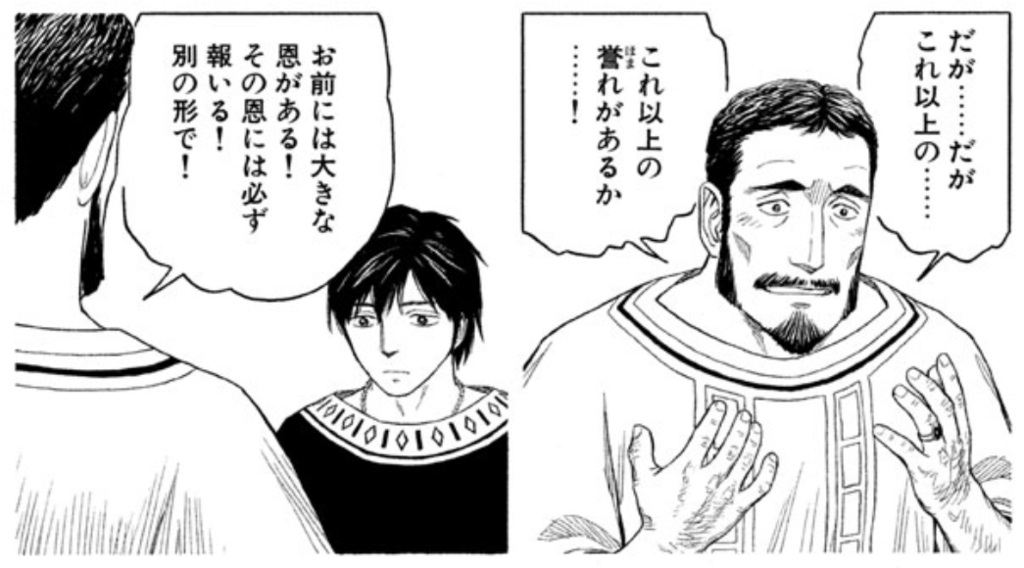 だが……だが
これ以上の……
これ以上の
誉れがあるか
……！
お前には大きな
恩がある！
その恩には必ず
報いる！
別の形で！